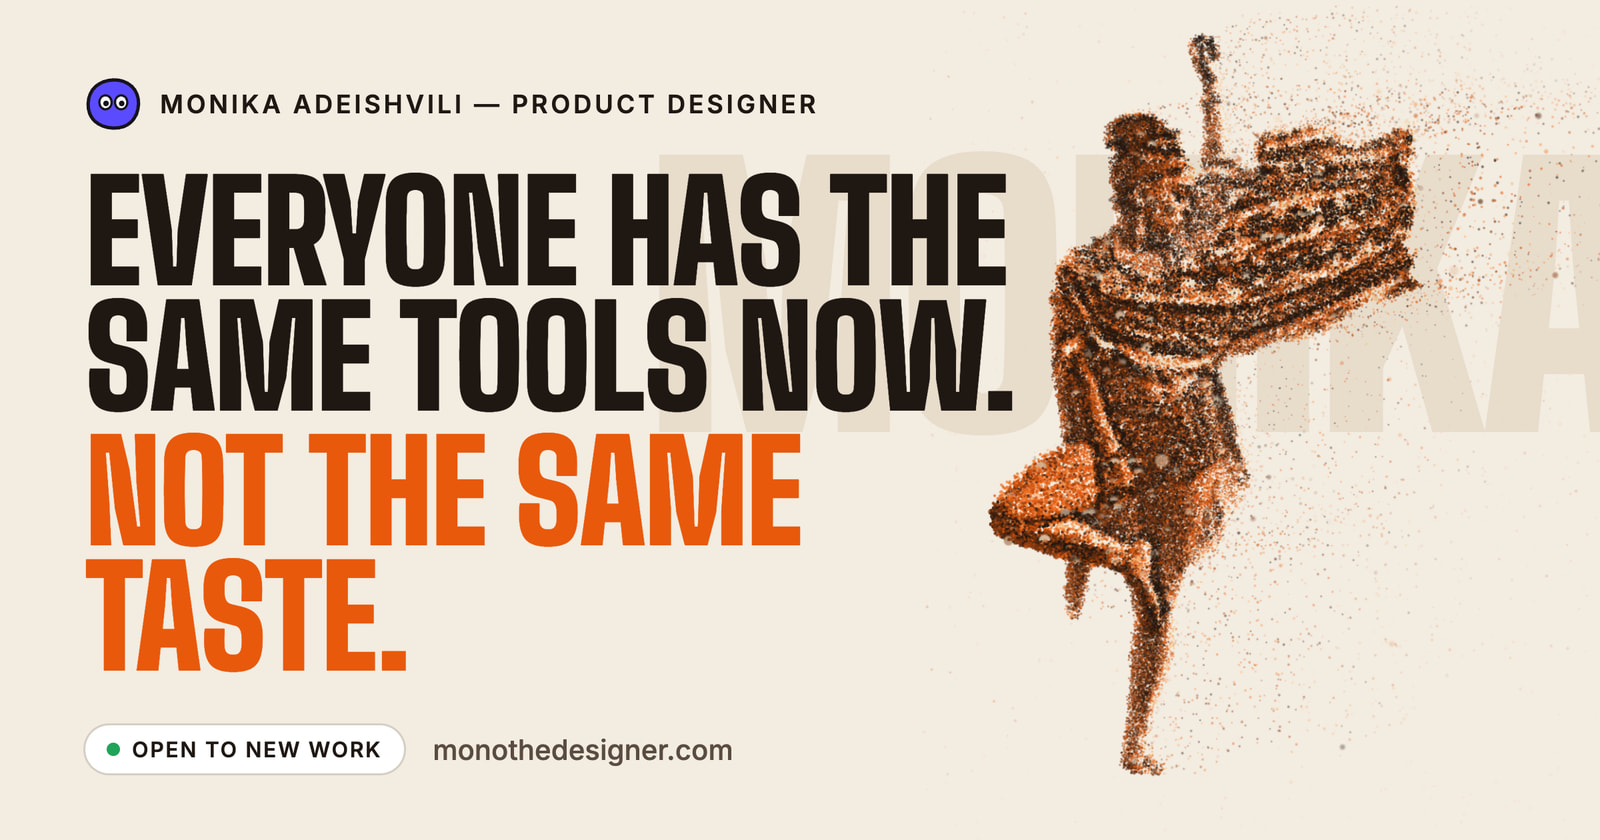 MONIKA ADEISHVILI — PRODUCT DESIGNER
EVERYONE HAS THE
SAME TOOLS NOW.
NOT THE SAME
TASTE.
OPEN TO NEW WORK
monothedesigner.com
MONIKA